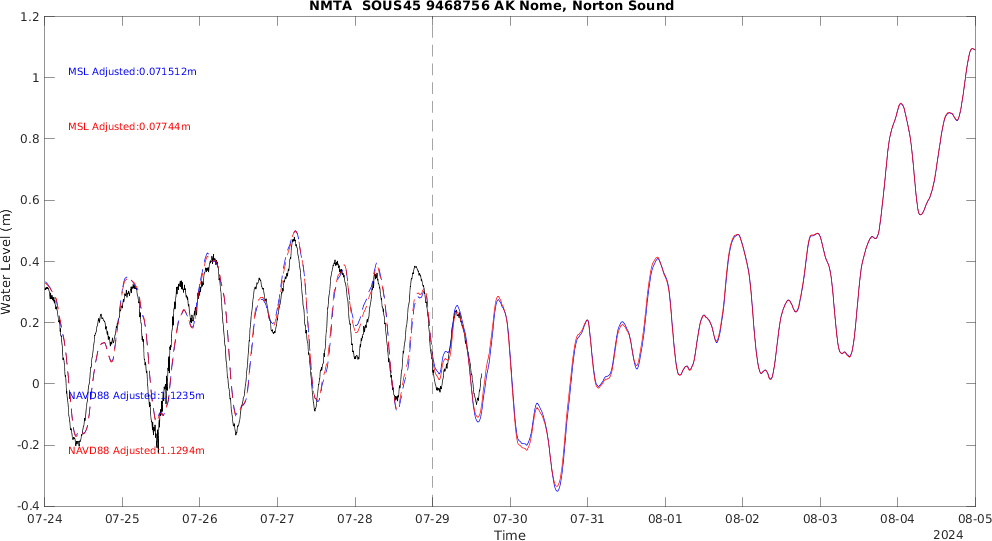 NMTA  SOUS45 9468756 AK Nome, Norton Sound
1.2
1
0.8
0.6
0.4
0.2
0
-0.2
-0.4
Water Level (m)
MSL Adjusted:0.071512m
MSL Adjusted:0.07744m
NAVD88 Adjusted:1.1235m
NAVD88 Adjusted:1.1294m
07-24 07-25 07-26 07-27 07-28 07-29 07-30 07-31 08-01 08-02 08-03 08-04 08-05
Time
2024